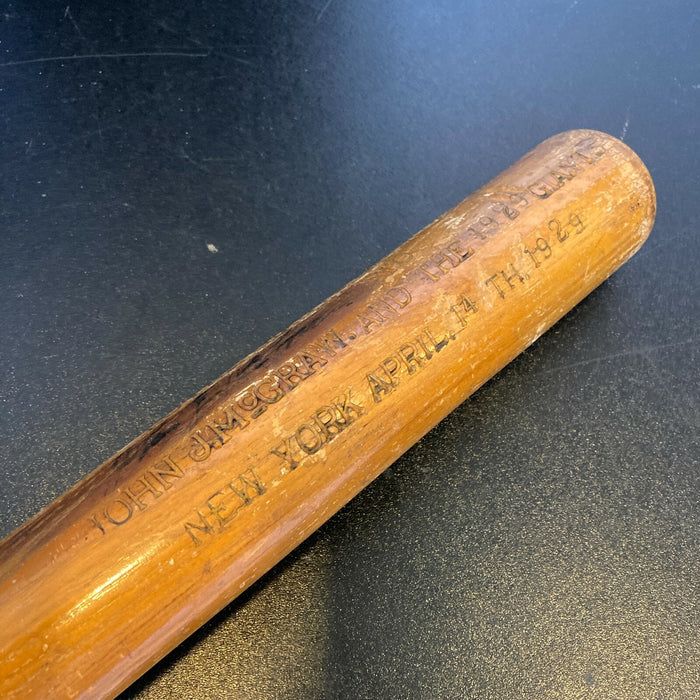 JOHN J. McGRAW. AND THE 1929 GIANTS
NEW YORK APRIL. 14 TH. 1929